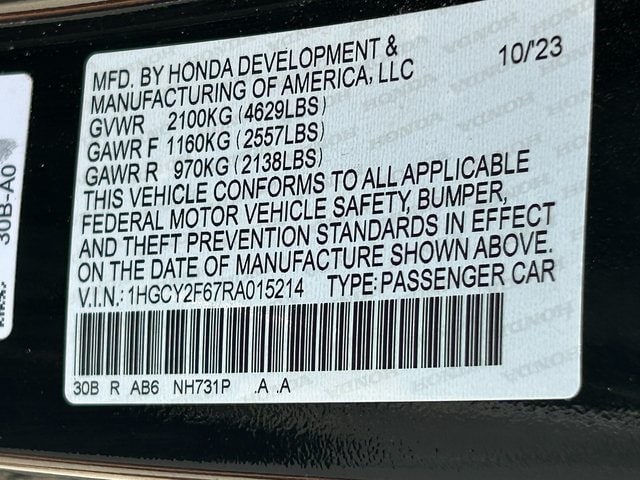 MFD. BY HONDA DEVELOPMENT &
MANUFACTURING OF AMERICA, LLC
10/'23
GVWR 2100KG (4629LBS)
GAWR F 1160KG (2557LBS)
GAWR R 970KG (2138LBS)
THIS VEHICLE CONFORMS TO ALL APPLICABLE
FEDERAL MOTOR VEHICLE SAFETY, BUMPER,
AND THEFT PREVENTION STANDARDS IN EFFECT
ON THE DATE OF MANUFACTURE SHOWN ABOVE.
V.I.N.: 1HGCY2F67RA015214 TYPE: PASSENGER CAR
30B R AB6 NH731P .A .A
30B-A0